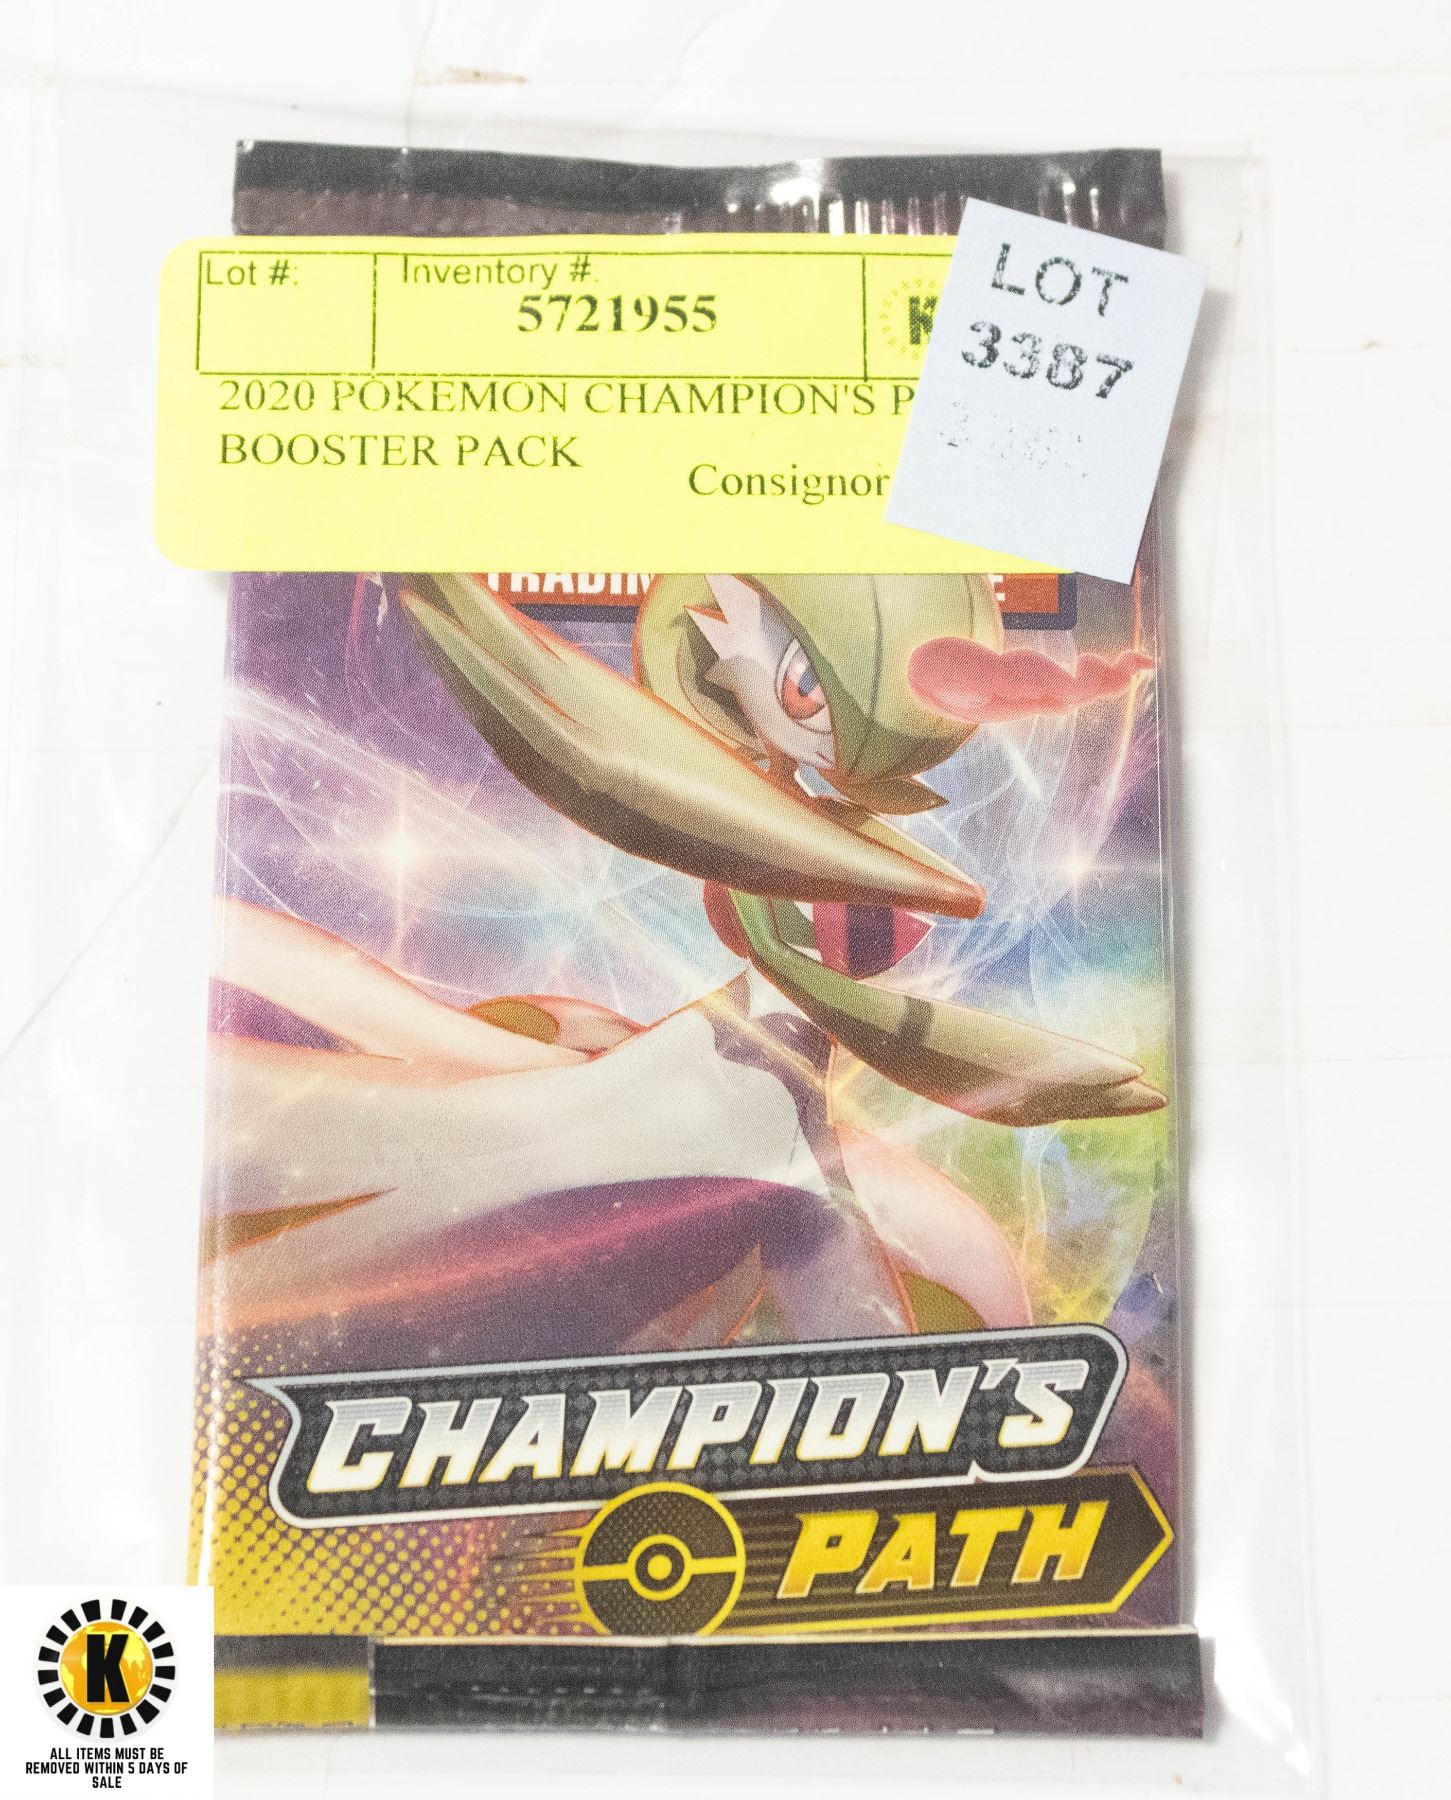 Lot #:
Inventory #:
5721955
K
LOT
3387
2020 POKEMON CHAMPION'S P
BOOSTER PACK
Consignor
TRADIN
E
CHAMPION'S
PATH
K
ALL ITEMS MUST BE
REMOVED WITHIN 5 DAYS OF
SALE